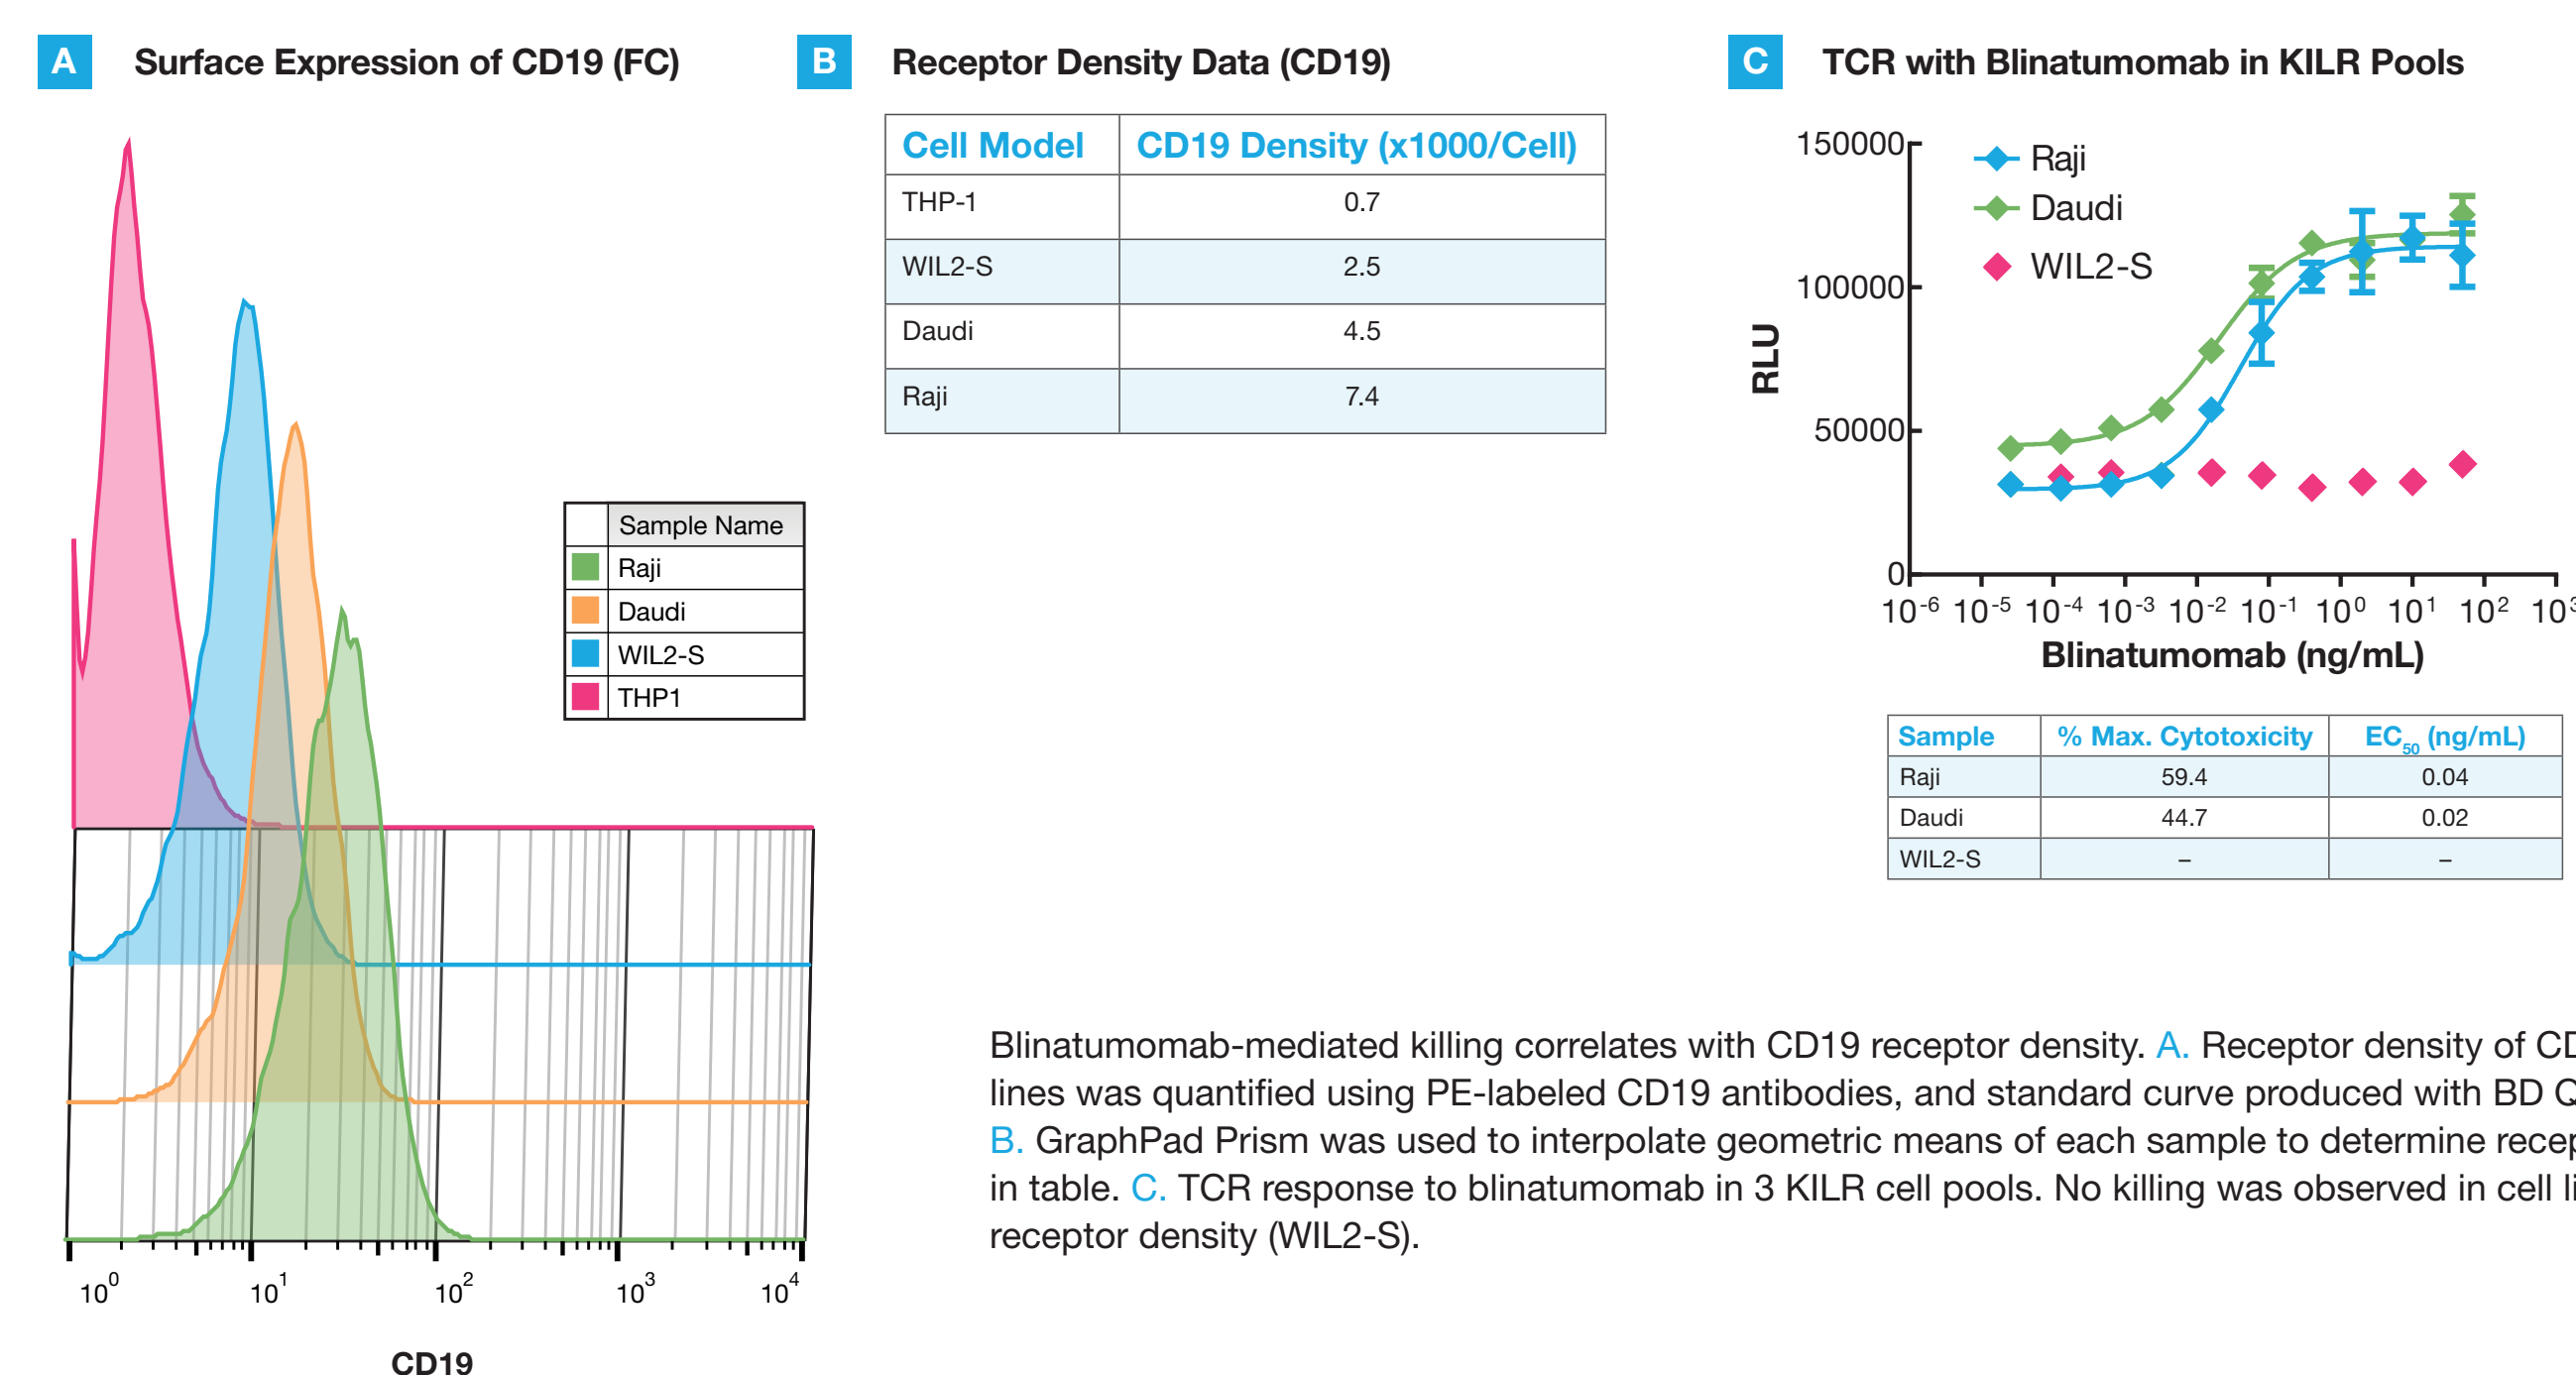 A Surface Expression of CD19 (FC)
Sample Name
Raji
Daudi
WIL2-S
THP1
10⁰ 10¹ 10² 10³ 10⁴
CD19
B Receptor Density Data (CD19)
Cell Model CD19 Density (x1000/Cell)
THP-1 0.7
WIL2-S 2.5
Daudi 4.5
Raji 7.4
C TCR with Blinatumomab in KILR Pools
150000
100000
50000
0
RLU
Raji
Daudi
WIL2-S
10⁻⁶ 10⁻⁵ 10⁻⁴ 10⁻³ 10⁻² 10⁻¹ 10⁰ 10¹ 10² 10³
Blinatumomab (ng/mL)
Sample % Max. Cytotoxicity EC₅₀ (ng/mL)
Raji 59.4 0.04
Daudi 44.7 0.02
WIL2-S – –
Blinatumomab-mediated killing correlates with CD19 receptor density. A. Receptor density of
lines was quantified using PE-labeled CD19 antibodies, and standard curve produced with BD
B. GraphPad Prism was used to interpolate geometric means of each sample to determine
in table. C. TCR response to blinatumomab in 3 KILR cell pools. No killing was observed in cell
receptor density (WIL2-S).